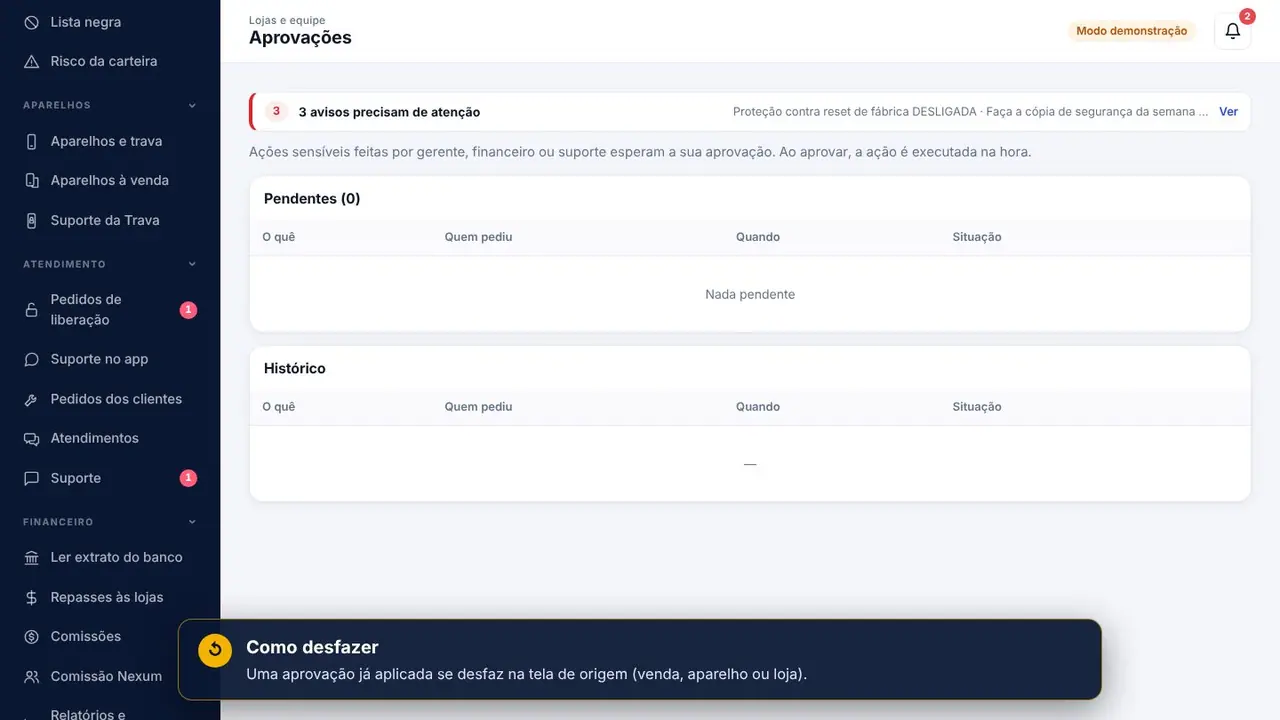 Lista negra
Risco da carteira
APARELHOS
Aparelhos e trava
Aparelhos à venda
Suporte da Trava
ATENDIMENTO
Pedidos de
liberação
1
Suporte no app
Pedidos dos clientes
Atendimentos
Suporte
1
FINANCEIRO
Ler extrato do banco
Repasses às lojas
Comissões
Comissão Nexum
Relatórios e
Lojas e equipe
Aprovações
Modo demonstração
2
3
3 avisos precisam de atenção
Proteção contra reset de fábrica DESLIGADA · Faça a cópia de segurança da semana ...
Ver
Ações sensíveis feitas por gerente, financeiro ou suporte esperam a sua aprovação. Ao aprovar, a ação é executada na hora.
Pendentes (0)
O quê Quem pediu Quando Situação
Nada pendente
Histórico
O quê Quem pediu Quando Situação
—
Como desfazer
Uma aprovação já aplicada se desfaz na tela de origem (venda, aparelho ou loja).